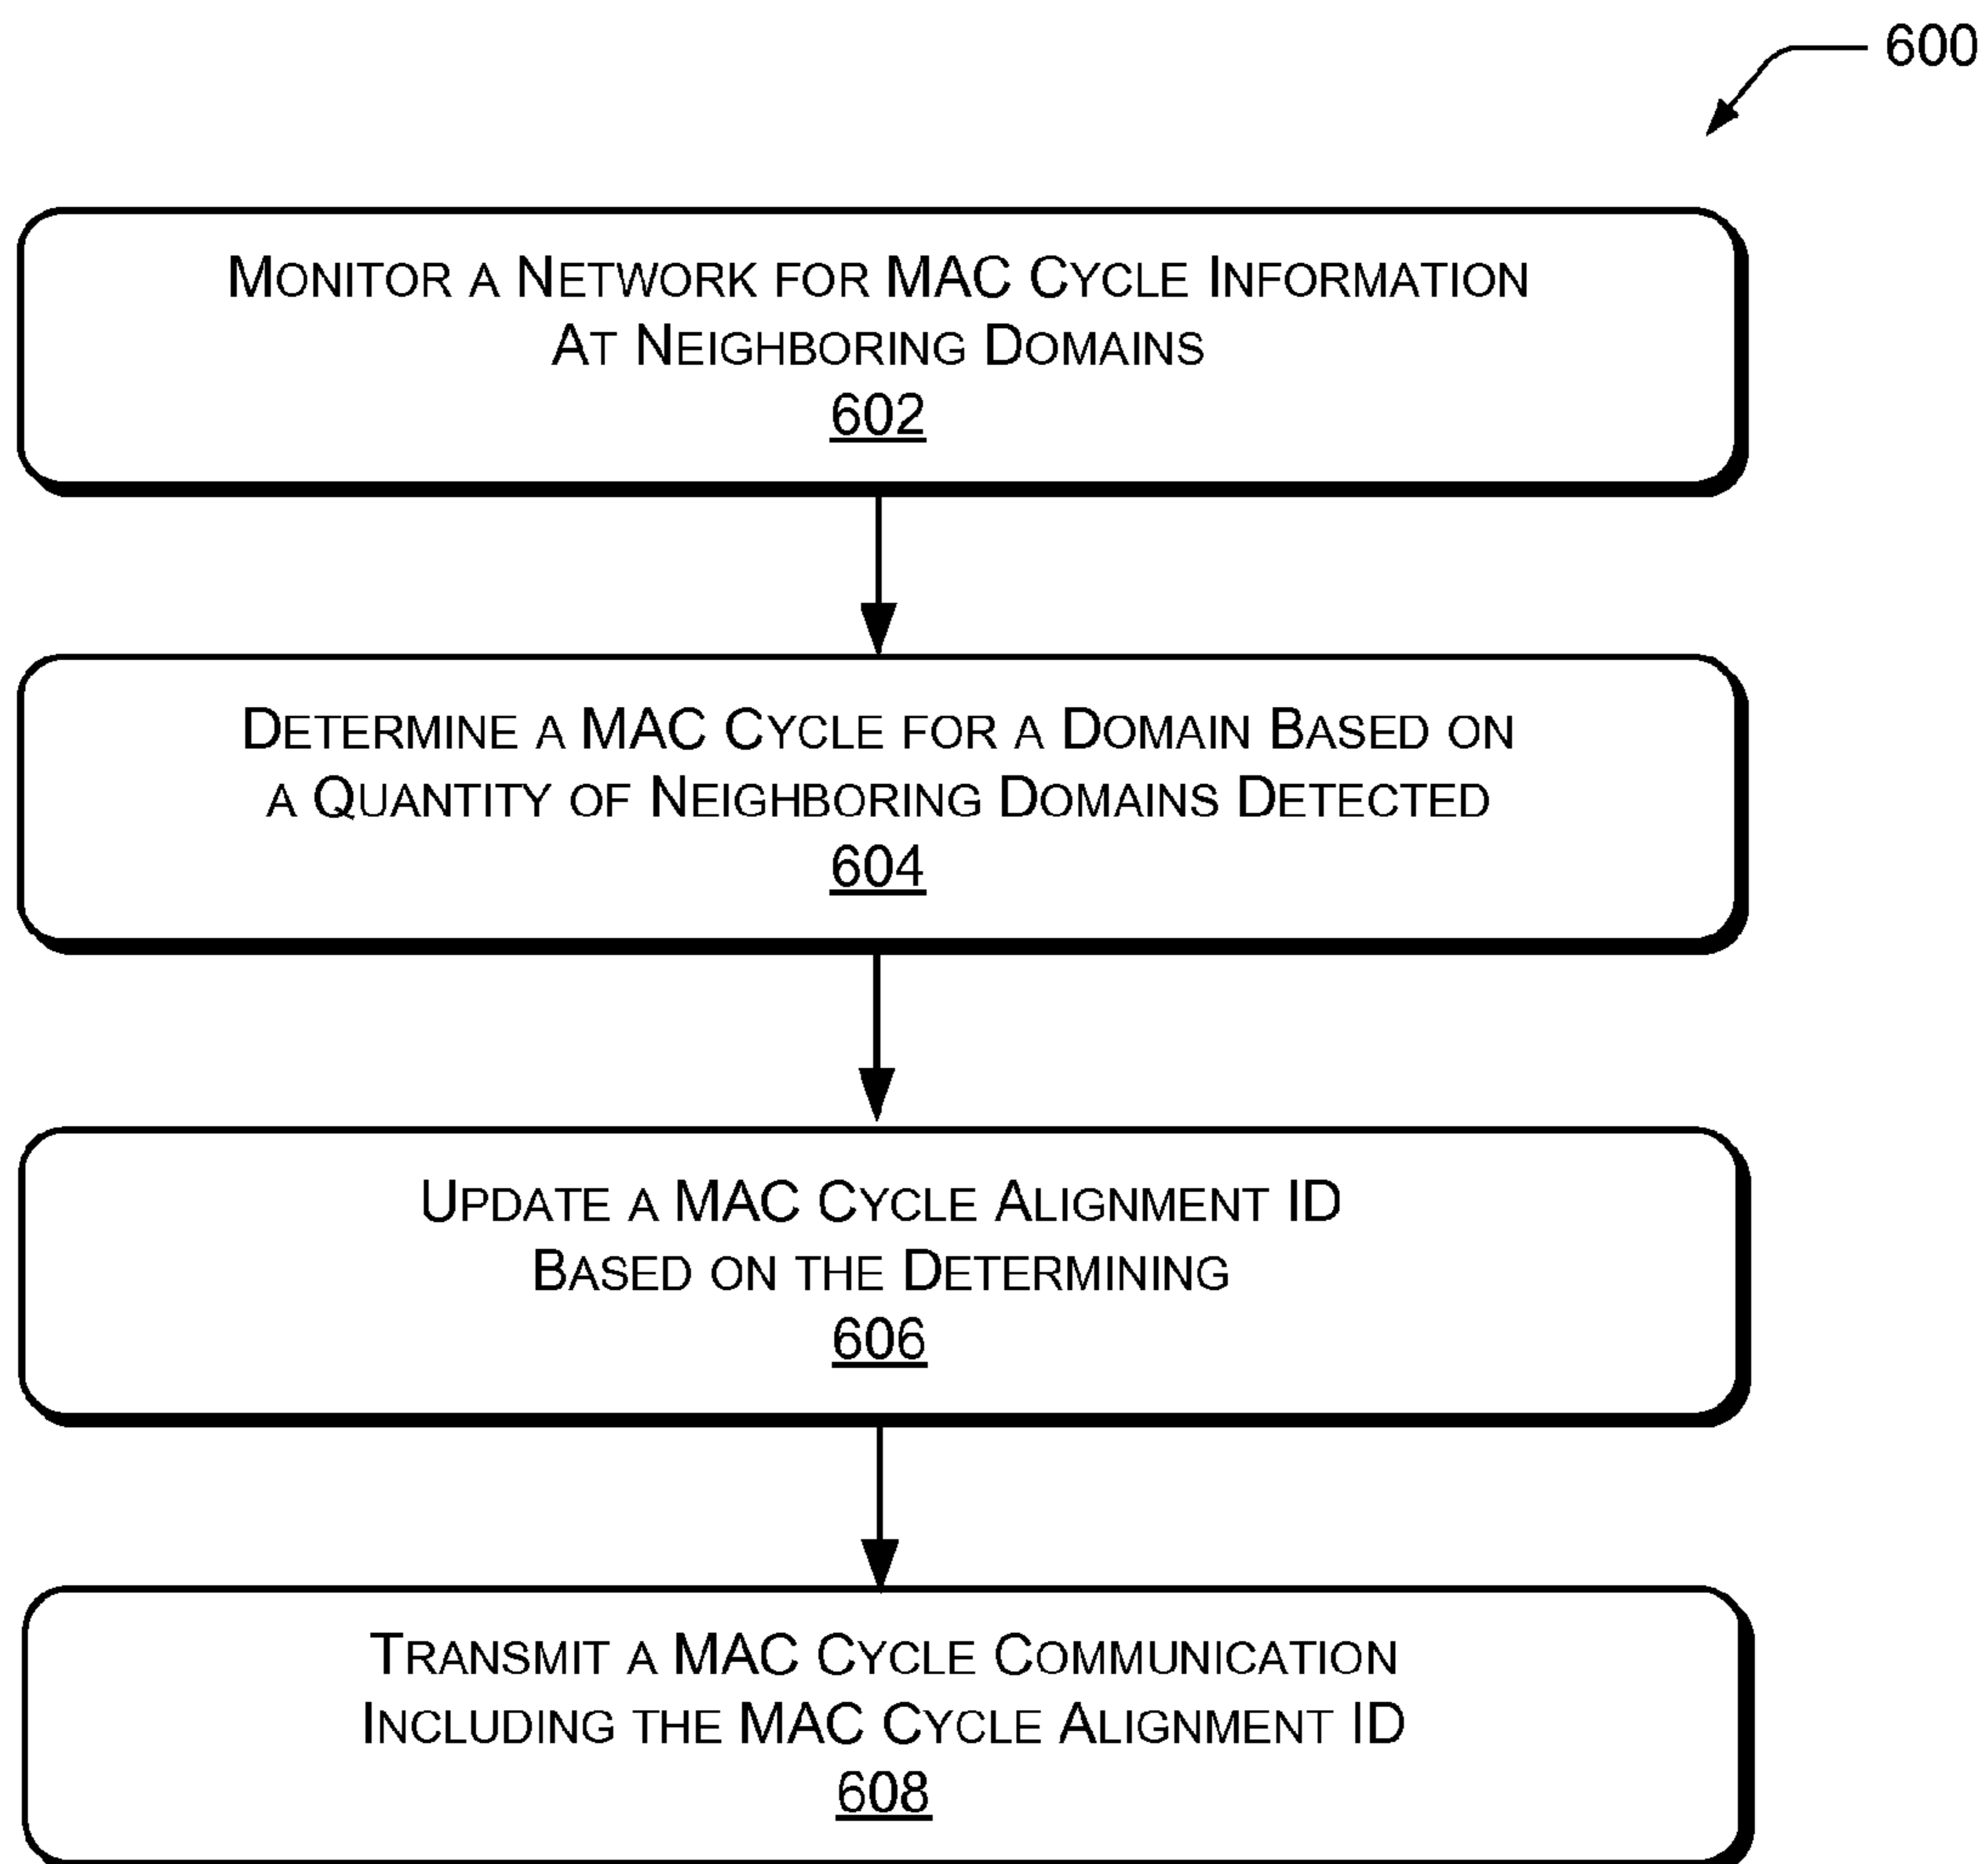 600
MONITOR A NETWORK FOR MAC CYCLE INFORMATION
AT NEIGHBORING DOMAINS
602
DETERMINE A MAC CYCLE FOR A DOMAIN BASED ON
A QUANTITY OF NEIGHBORING DOMAINS DETECTED
604
UPDATE A MAC CYCLE ALIGNMENT ID
BASED ON THE DETERMINING
606
TRANSMIT A MAC CYCLE COMMUNICATION
INCLUDING THE MAC CYCLE ALIGNMENT ID
608